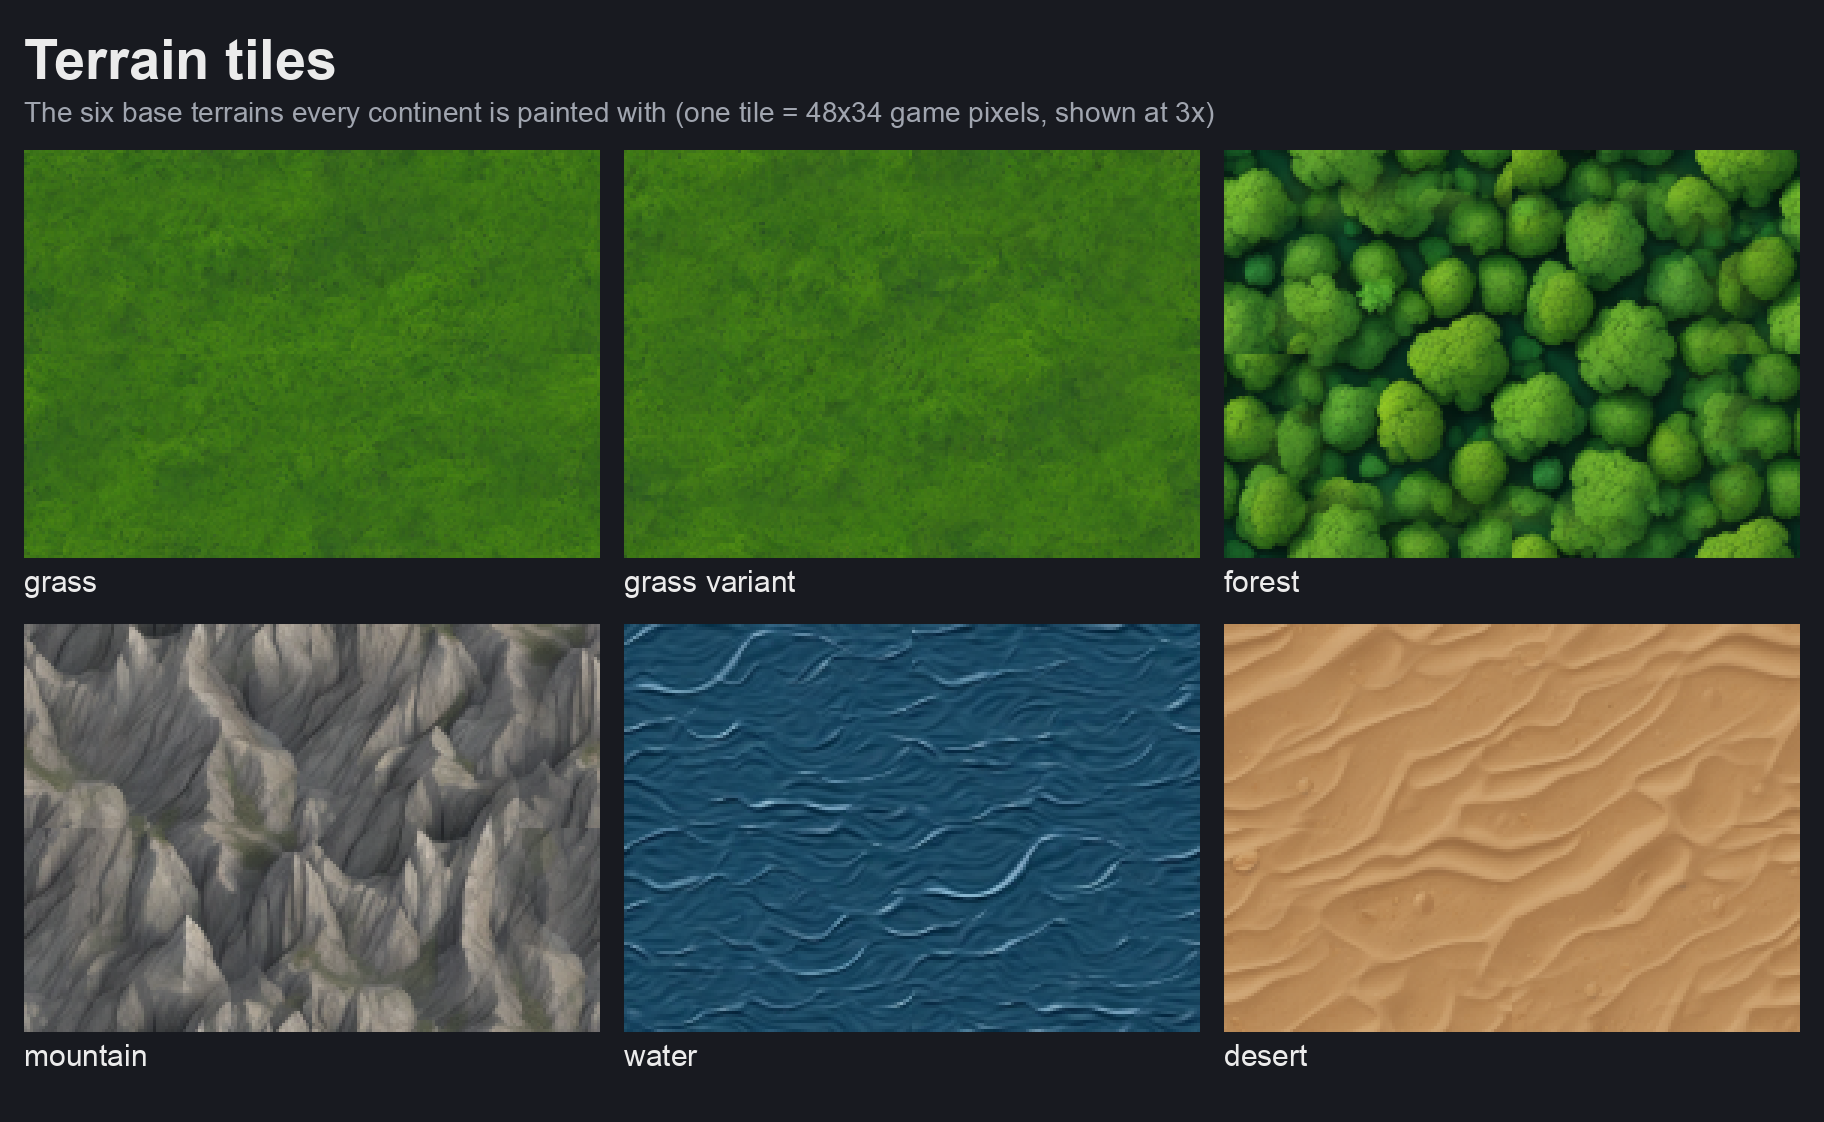 Terrain tiles
The six base terrains every continent is painted with (one tile = 48x34 game pixels, shown at 3x)
grass
grass variant
forest
mountain
water
desert